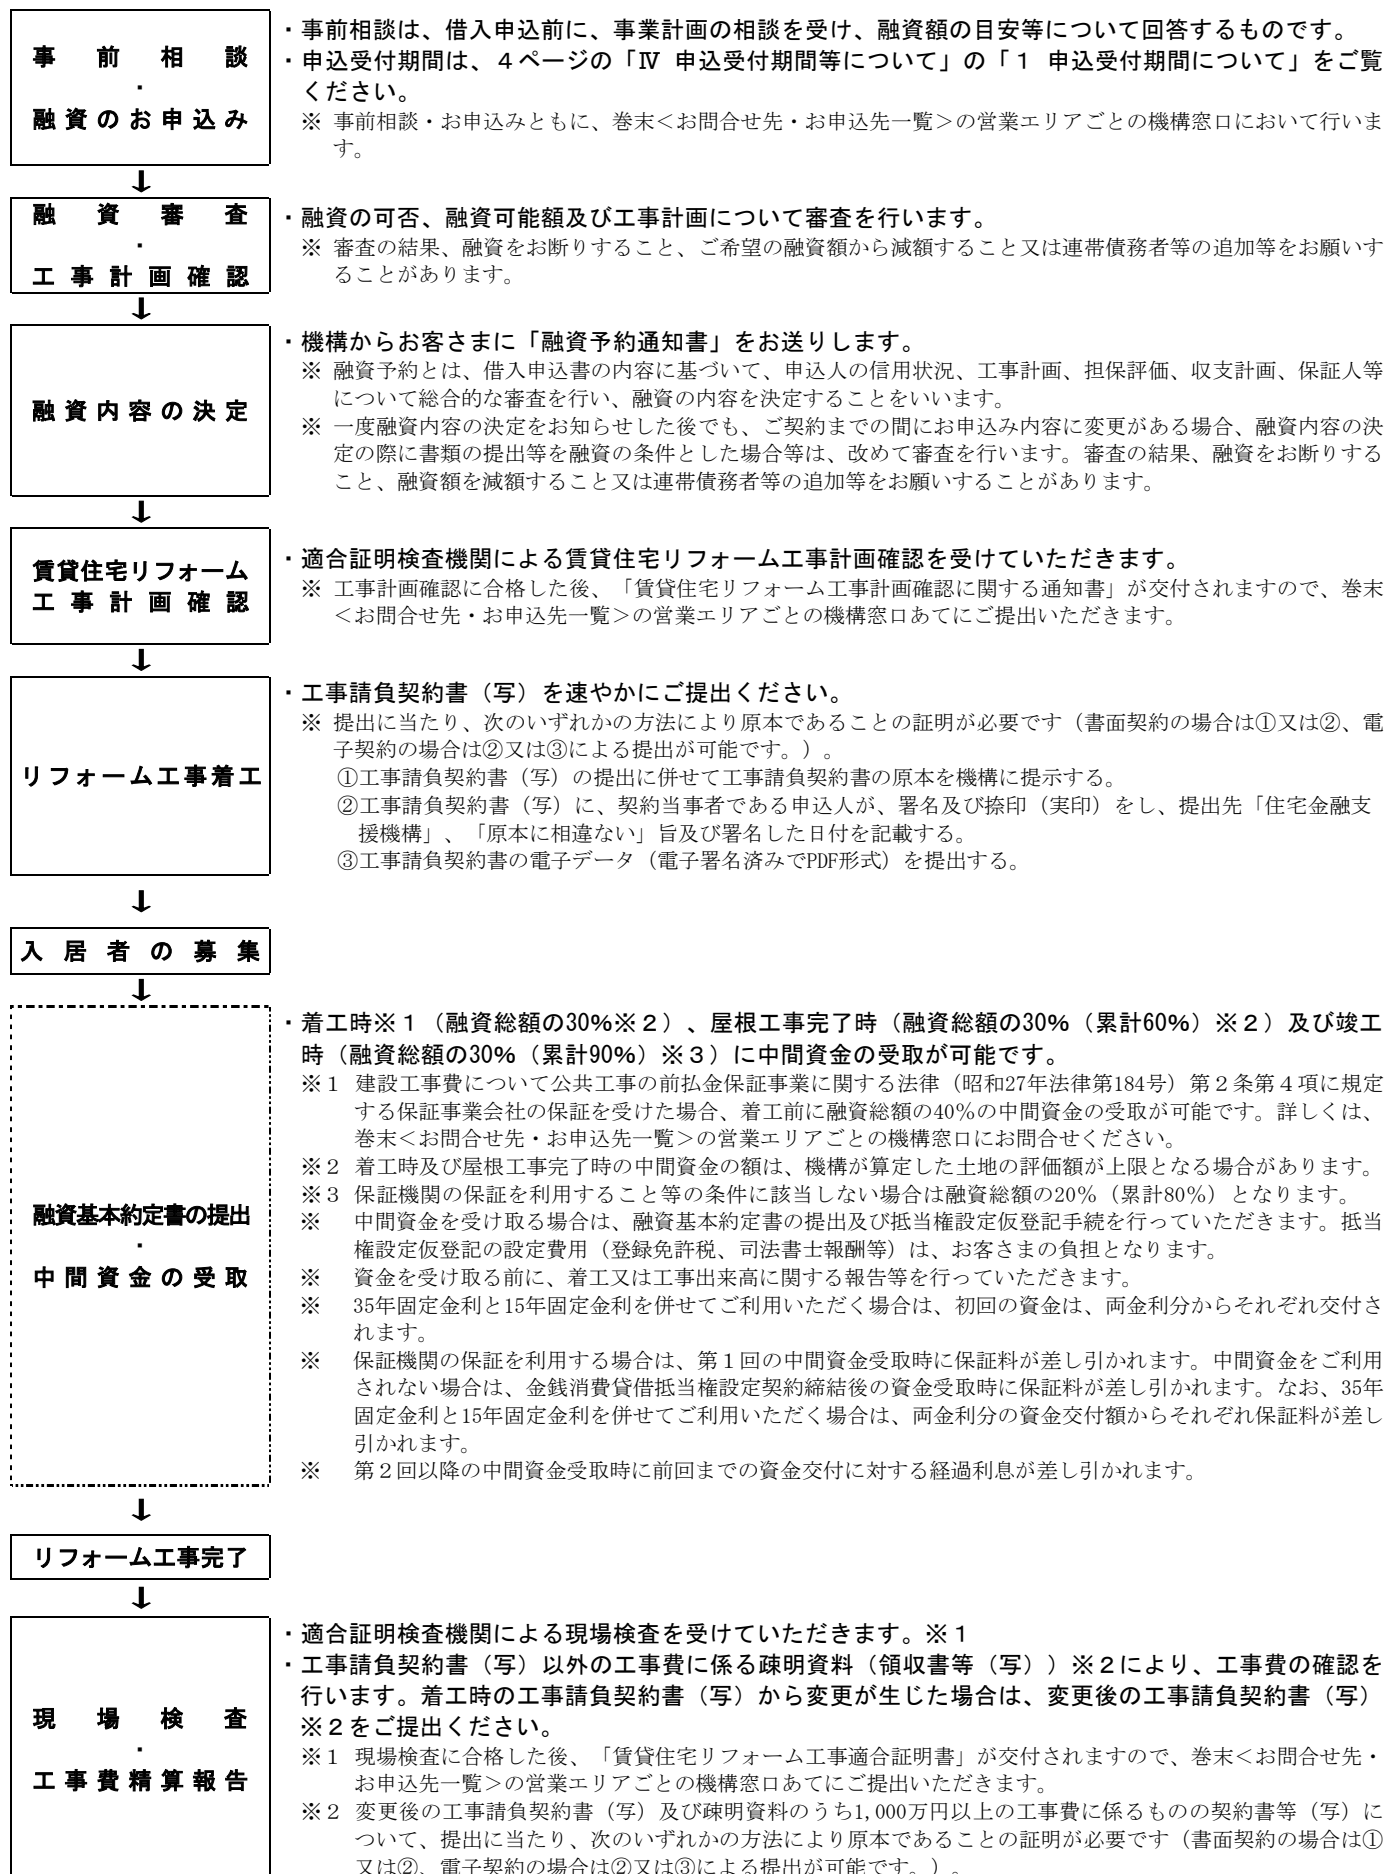 事前相談
・
融資のお申込み
・事前相談は、借入申込前に、事業計画の相談を受け、融資額の目安等について回答するものです。
・申込受付期間は、４ページの「Ⅳ 申込受付期間等について」の「１ 申込受付期間について」をご覧
ください。
※ 事前相談・お申込みともに、巻末＜お問合せ先・お申込先一覧＞の営業エリアごとの機構窓口において行いま
す。
↓
融資審査
・
工事計画確認
・融資の可否、融資可能額及び工事計画について審査を行います。
※ 審査の結果、融資をお断りすること、ご希望の融資額から減額すること又は連帯債務者等の追加等をお願いす
ることがあります。
↓
融資内容の決定
・機構からお客さまに「融資予約通知書」をお送りします。
※ 融資予約とは、借入申込書の内容に基づいて、申込人の信用状況、工事計画、担保評価、収支計画、保証人等
について総合的な審査を行い、融資の内容を決定することをいいます。
※ 一度融資内容の決定をお知らせした後でも、ご契約までの間にお申込み内容に変更がある場合、融資内容の決
定の際に書類の提出等を融資の条件とした場合等は、改めて審査を行います。審査の結果、融資をお断りする
こと、融資額を減額すること又は連帯債務者等の追加等をお願いすることがあります。
↓
賃貸住宅リフォーム
工事計画確認
・適合証明検査機関による賃貸住宅リフォーム工事計画確認を受けていただきます。
※ 工事計画確認に合格した後、「賃貸住宅リフォーム工事計画確認に関する通知書」が交付されますので、巻末
＜お問合せ先・お申込先一覧＞の営業エリアごとの機構窓口あてにご提出いただきます。
↓
リフォーム工事着工
・工事請負契約書（写）を速やかにご提出ください。
※ 提出に当たり、次のいずれかの方法により原本であることの証明が必要です（書面契約の場合は①又は②、電
子契約の場合は②又は③による提出が可能です。）。
①工事請負契約書（写）の提出に併せて工事請負契約書の原本を機構に提示する。
②工事請負契約書（写）に、契約当事者である申込人が、署名及び捺印（実印）をし、提出先「住宅金融支
援機構」、「原本に相違ない」旨及び署名した日付を記載する。
③工事請負契約書の電子データ（電子署名済みでPDF形式）を提出する。
↓
入居者の募集
↓
融資基本約定書の提出
・
中間資金の受取
・着工時※１（融資総額の30%※２）、屋根工事完了時（融資総額の30%（累計60%）※２）及び竣工
時（融資総額の30%（累計90%）※３）に中間資金の受取が可能です。
※１ 建設工事費について公共工事の前払金保証事業に関する法律（昭和27年法律第184号）第２条第４項に規定
する保証事業会社の保証を受けた場合、着工前に融資総額の40%の中間資金の受取が可能です。詳しくは、
巻末＜お問合せ先・お申込先一覧＞の営業エリアごとの機構窓口にお問合せください。
※２ 着工時及び屋根工事完了時の中間資金の額は、機構が算定した土地の評価額が上限となる場合があります。
※３ 保証機関の保証を利用すること等の条件に該当しない場合は融資総額の20%（累計80%）となります。
※ 中間資金を受け取る場合は、融資基本約定書の提出及び抵当権設定仮登記手続を行っていただきます。抵当
権設定仮登記の設定費用（登録免許税、司法書士報酬等）は、お客さまの負担となります。
※ 資金を受け取る前に、着工又は工事出来高に関する報告等を行っていただきます。
※ 35年固定金利と15年固定金利を併せてご利用いただく場合は、初回の資金は、両金利分からそれぞれ交付さ
れます。
※ 保証機関の保証を利用する場合は、第１回の中間資金受取時に保証料が差し引かれます。中間資金をご利用
されない場合は、金銭消費貸借抵当権設定契約締結後の資金受取時に保証料が差し引かれます。なお、35年
固定金利と15年固定金利を併せてご利用いただく場合は、両金利分の資金交付額からそれぞれ保証料が差し
引かれます。
※ 第２回以降の中間資金受取時に前回までの資金交付に対する経過利息が差し引かれます。
↓
リフォーム工事完了
↓
現場検査
・
工事費精算報告
・適合証明検査機関による現場検査を受けていただきます。※１
・工事請負契約書（写）以外の工事費に係る疎明資料（領収書等（写））※２により、工事費の確認を
行います。着工時の工事請負契約書（写）から変更が生じた場合は、変更後の工事請負契約書（写）
※２をご提出ください。
※１ 現場検査に合格した後、「賃貸住宅リフォーム工事適合証明書」が交付されますので、巻末＜お問合せ先・
お申込先一覧＞の営業エリアごとの機構窓口あてにご提出いただきます。
※２ 変更後の工事請負契約書（写）及び疎明資料のうち1,000万円以上の工事費に係るものの契約書等（写）に
ついて、提出に当たり、次のいずれかの方法により原本であることの証明が必要です（書面契約の場合は①
又は②、電子契約の場合は②又は③による提出が可能です。）。